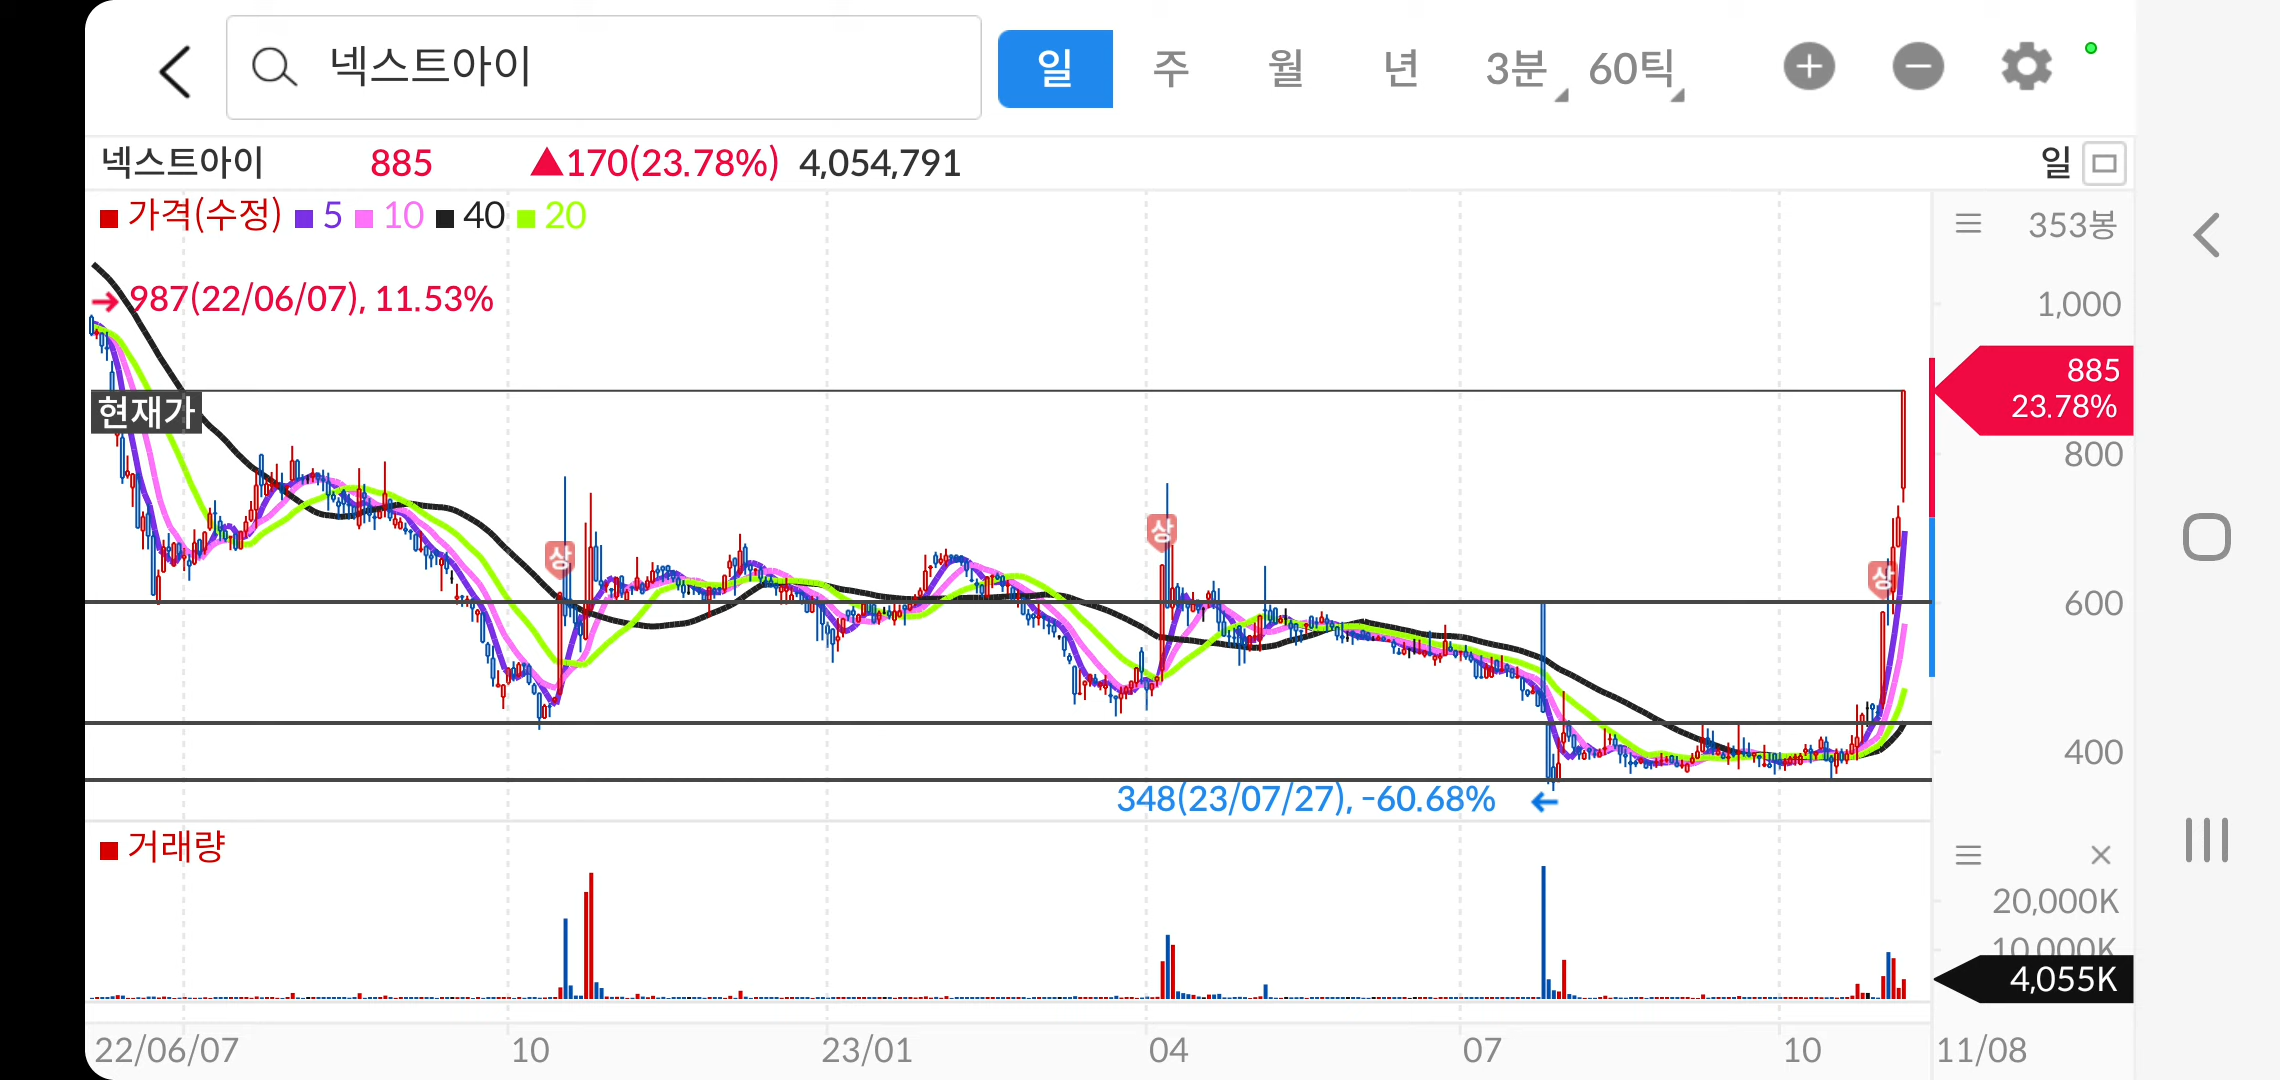 넥스트아이
일 주 월 년 3분 60틱
넥스트아이 885 ▲170(23.78%) 4,054,791 일
가격(수정) 5 10 40 20
353봉
987(22/06/07), 11.53%
1,000
885
23.78%
현재가
800
상
상
상
600
400
348(23/07/27), -60.68%
거래량
20,000K
10,000K
4,055K
22/06/07 10 23/01 04 07 10 11/08